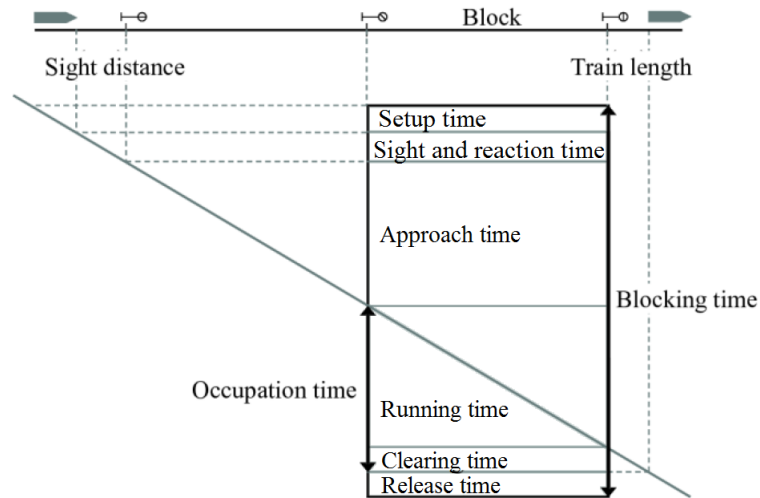 Block
Sight distance
Train length
Setup time
Sight and reaction time
Approach time
Blocking time
Occupation time
Running time
Clearing time
Release time